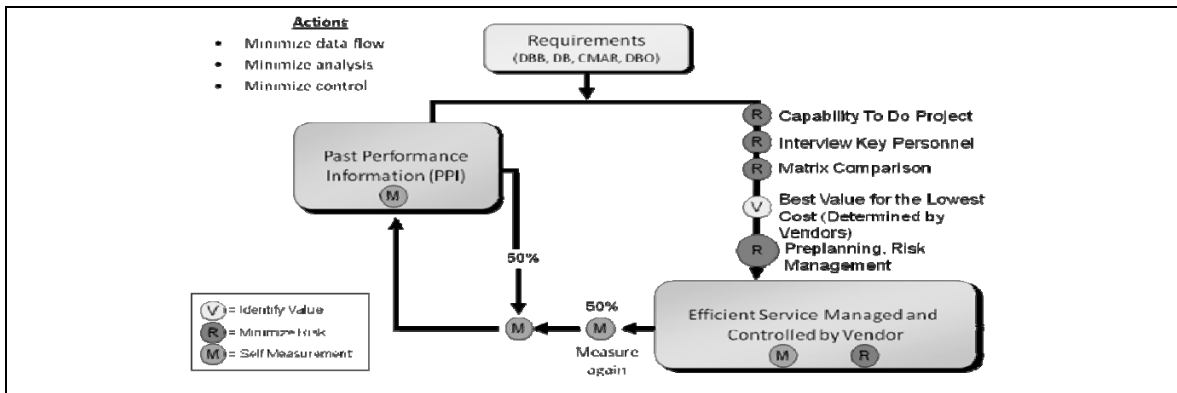 Actions
• Minimize data flow
• Minimize analysis
• Minimize control
Requirements
(DBB, DB, CMAR, DBO)
Past Performance
Information (PPI)
M
R Capability To Do Project
R Interview Key Personnel
R Matrix Comparison
V Best Value for the Lowest
Cost (Determined by
Vendors)
R Preplanning, Risk
Management
50%
50%
M
M
Measure
again
Efficient Service Managed and
Controlled by Vendor
M R
V = Identify Value
R = Minimize Risk
M = Self Measurement